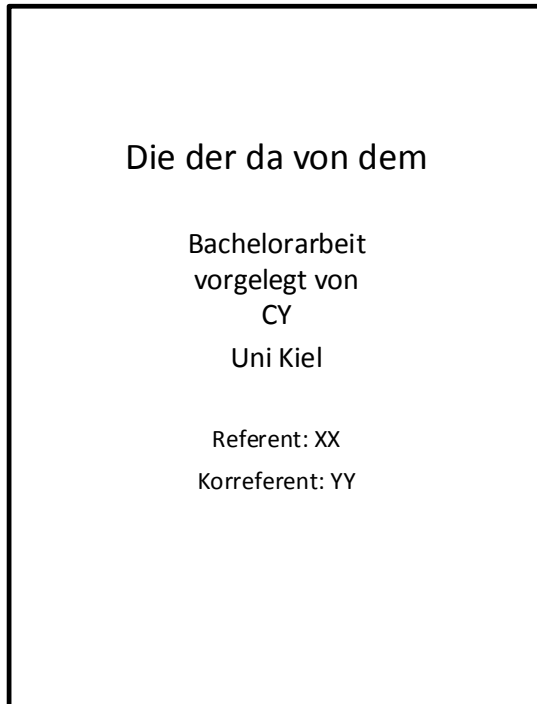 Die der da von dem
Bachelorarbeit
vorgelegt von
CY
Uni Kiel
Referent: XX
Korreferent: YY